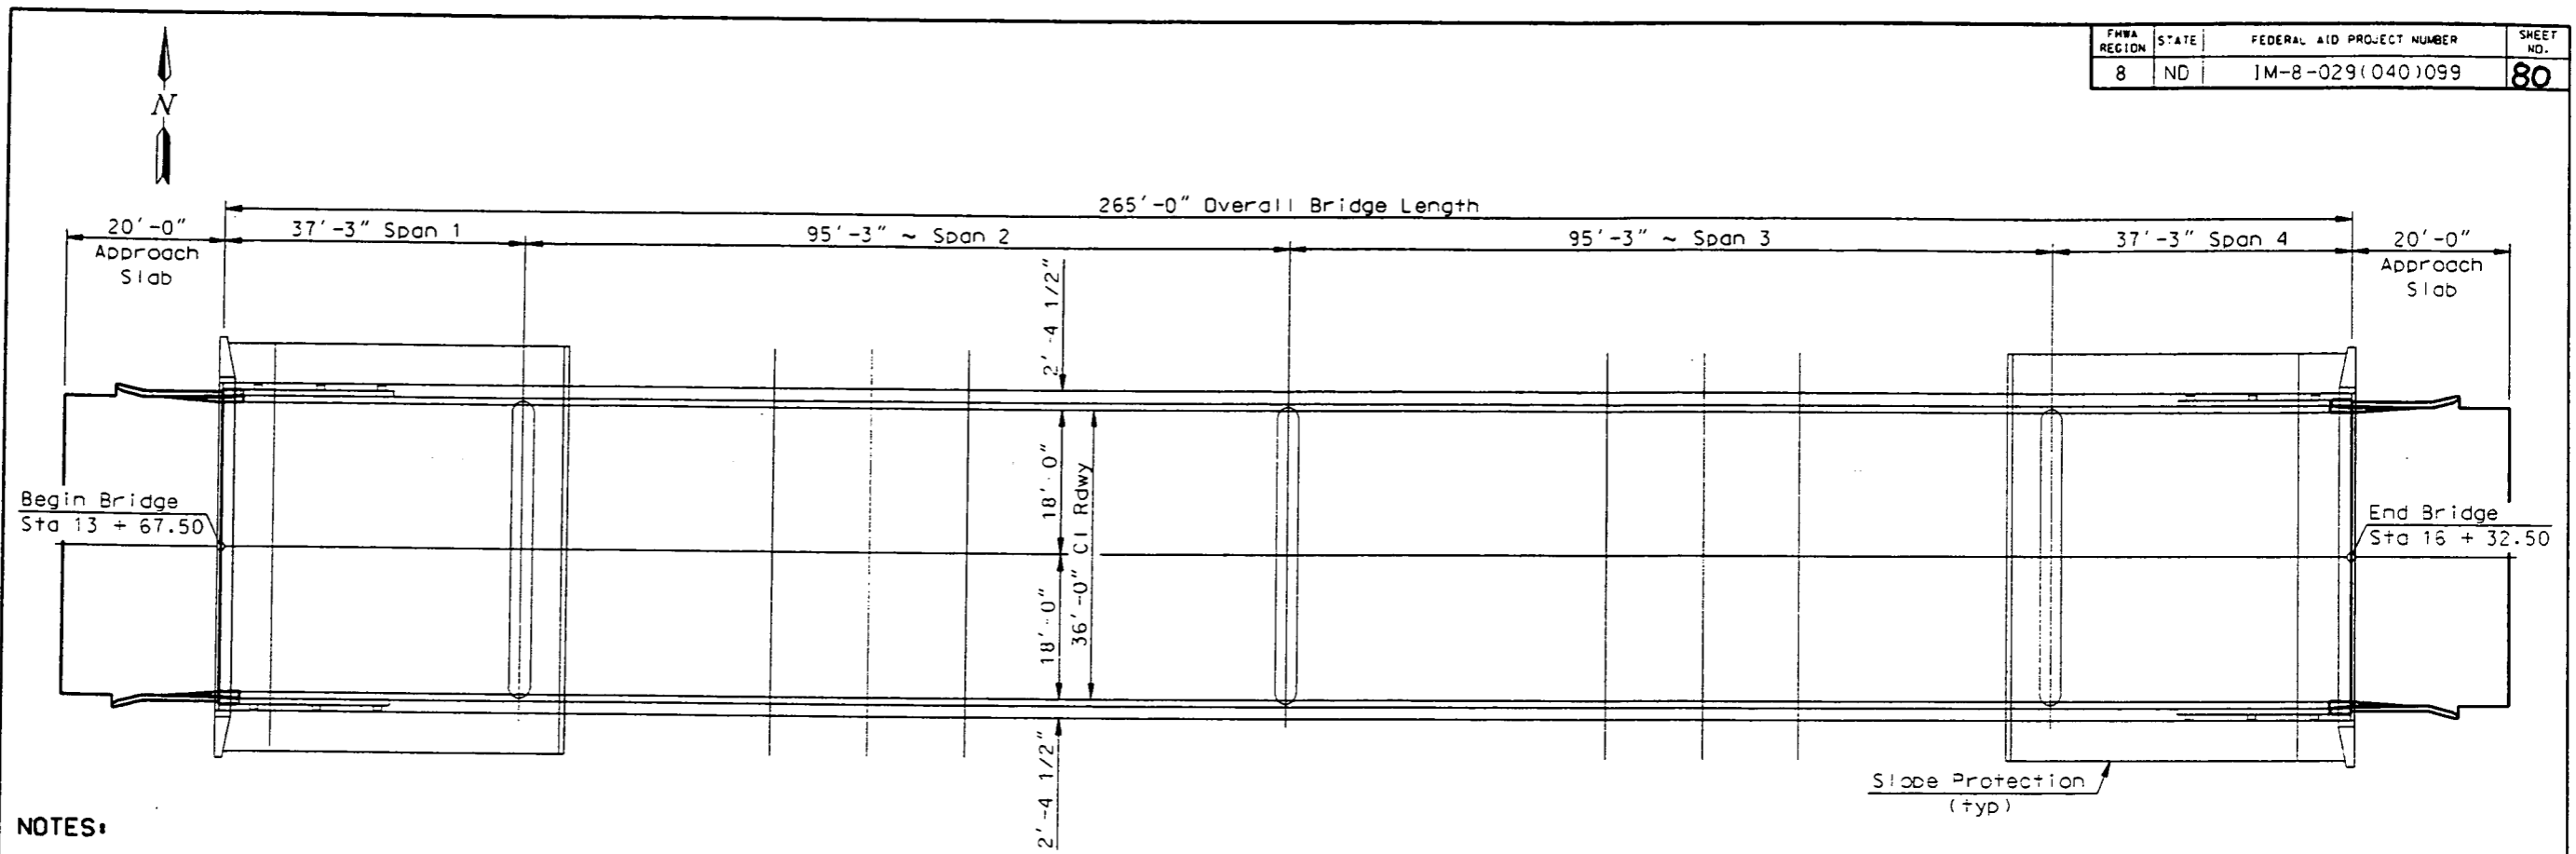 FHWA REGION STATE FEDERAL AID PROJECT NUMBER SHEET NO.
8 ND IM-8-029(040)099 80
N
265'-0" Overall Bridge Length
20'-0" Approach Slab
37'-3" Span 1
95'-3" ~ Span 2
95'-3" ~ Span 3
37'-3" Span 4
20'-0" Approach Slab
2'-4 1/2"
18'-0"
36'-0" Cl Rdwy
18'-0"
2'-4 1/2"
Begin Bridge
Sta 13 + 67.50
End Bridge
Sta 16 + 32.50
Slope Protection
(typ)
NOTES: